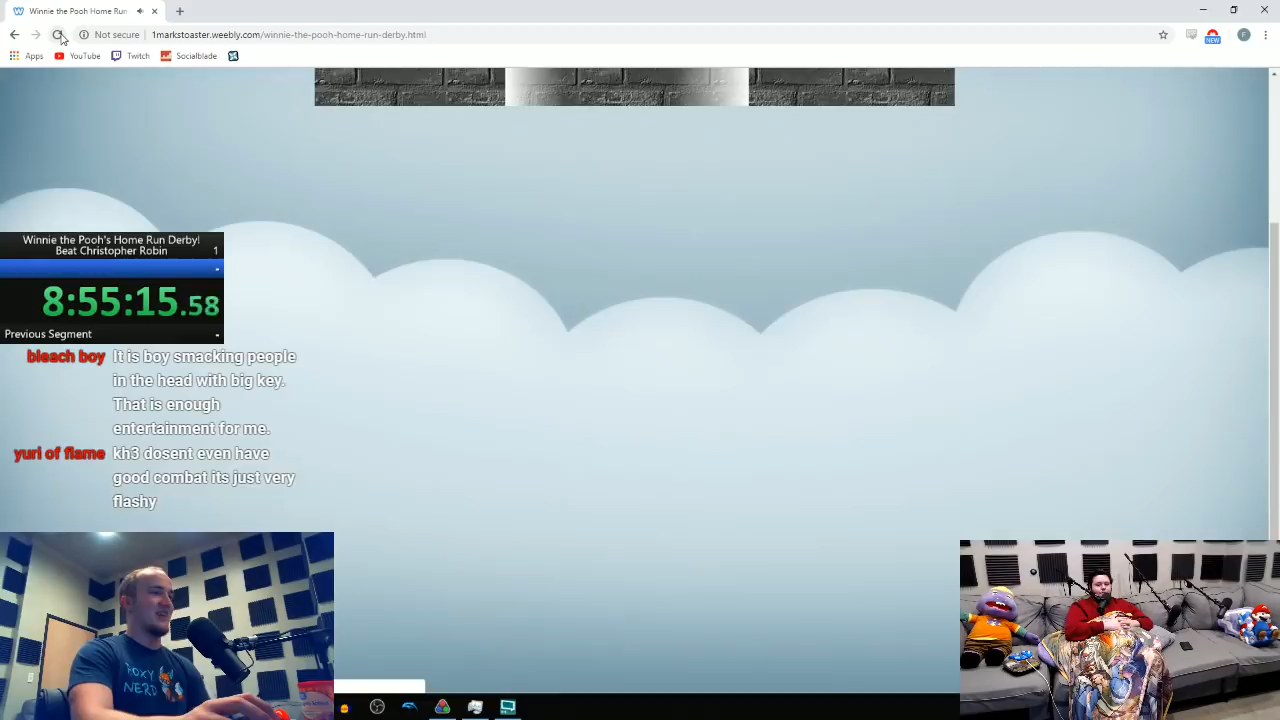 Winnie the Pooh Home Run
Not secure
1markstoaster.weebly.com/winnie-the-pooh-home-run-derby.html
NEW
F
Apps
YouTube
Twitch
Socialblade
Winnie the Pooh's Home Run Derby!
Beat Christopher Robin 1
-
8:55:15.58
Previous Segment -
bleach boy It is boy smacking people
in the head with big key.
That is enough
entertainment for me.
yuri of flame kh3 dosent even have
good combat its just very
flashy
FOXY
NERD